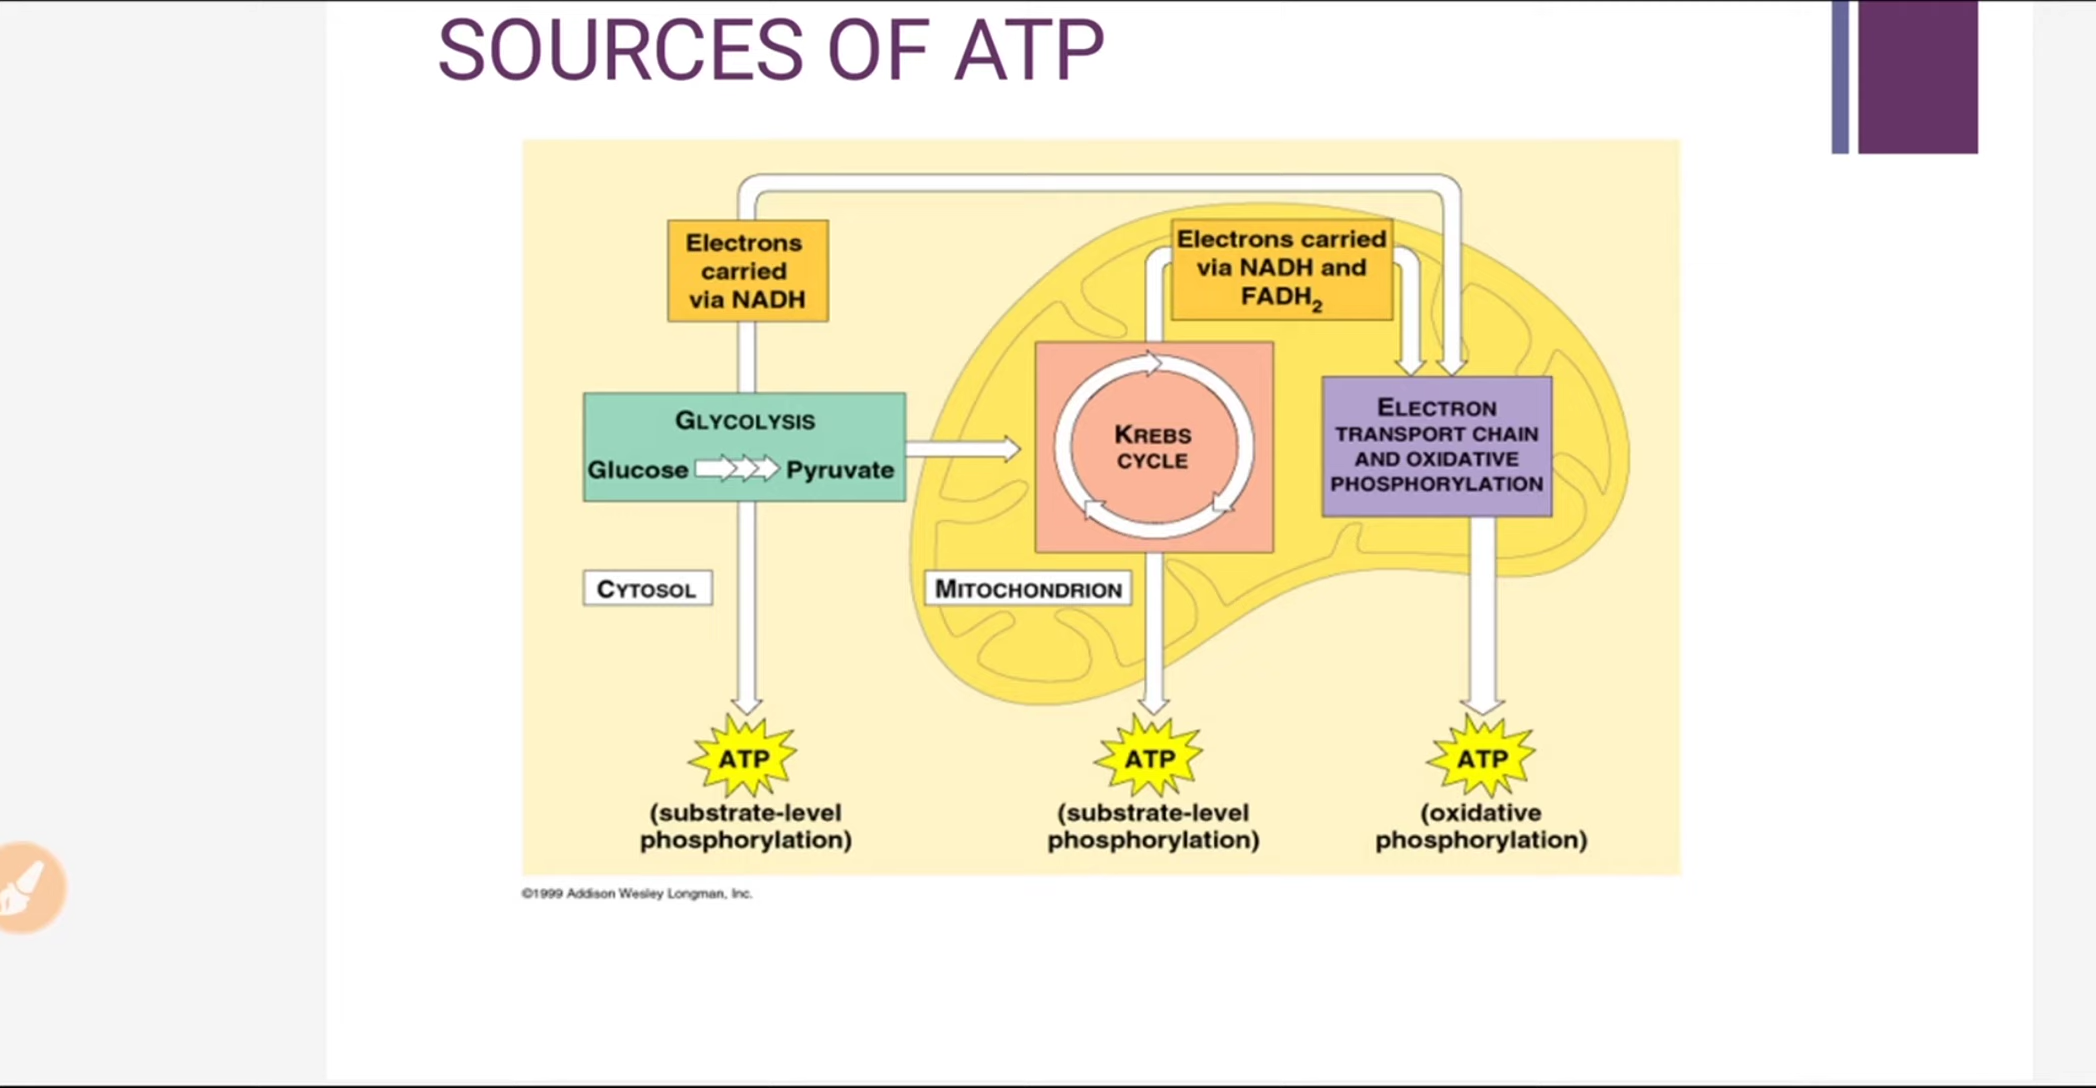 SOURCES OF ATP
Electrons
carried
via NADH
Electrons carried
via NADH and
FADH₂
GLYCOLYSIS
Glucose Pyruvate
KREBS
CYCLE
ELECTRON
TRANSPORT CHAIN
AND OXIDATIVE
PHOSPHORYLATION
CYTOSOL
MITOCHONDRION
ATP
(substrate-level
phosphorylation)
ATP
(substrate-level
phosphorylation)
ATP
(oxidative
phosphorylation)
©1999 Addison Wesley Longman, Inc.